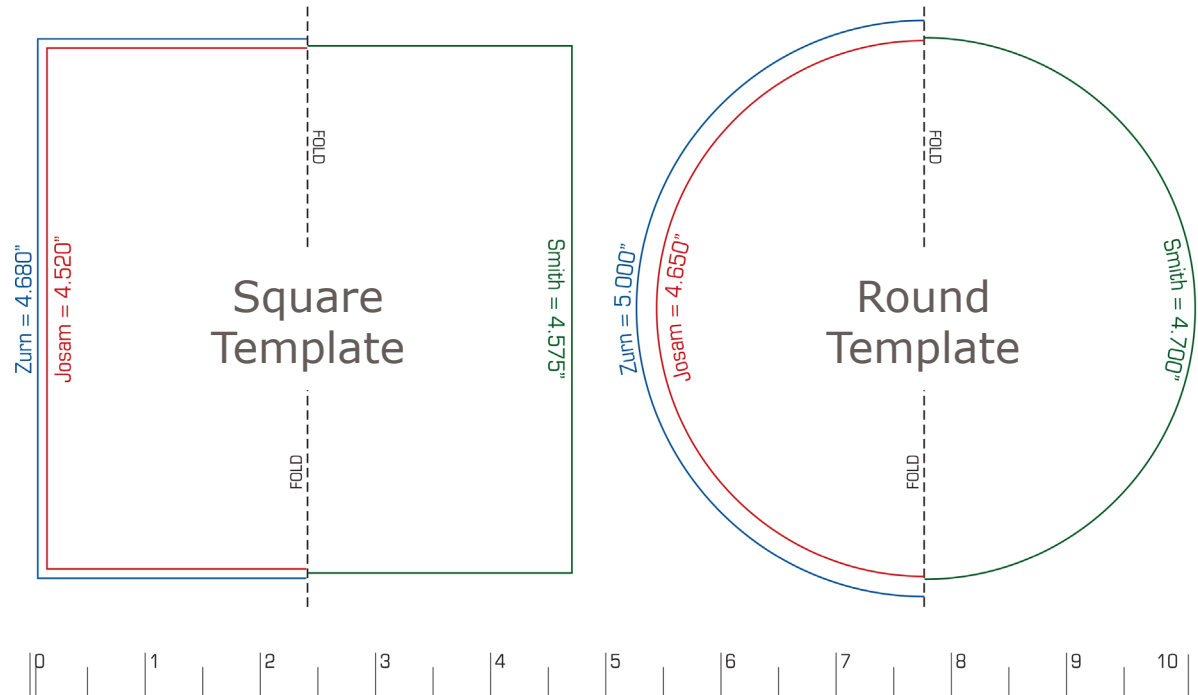 FOLD
FOLD
Zurn = 4.680”
Josam = 4.520”
Square
Template
Smith = 4.575”
FOLD
FOLD
Zurn = 5.000”
Josam = 4.650”
Round
Template
Smith = 4.700”
0 1 2 3 4 5 6 7 8 9 10